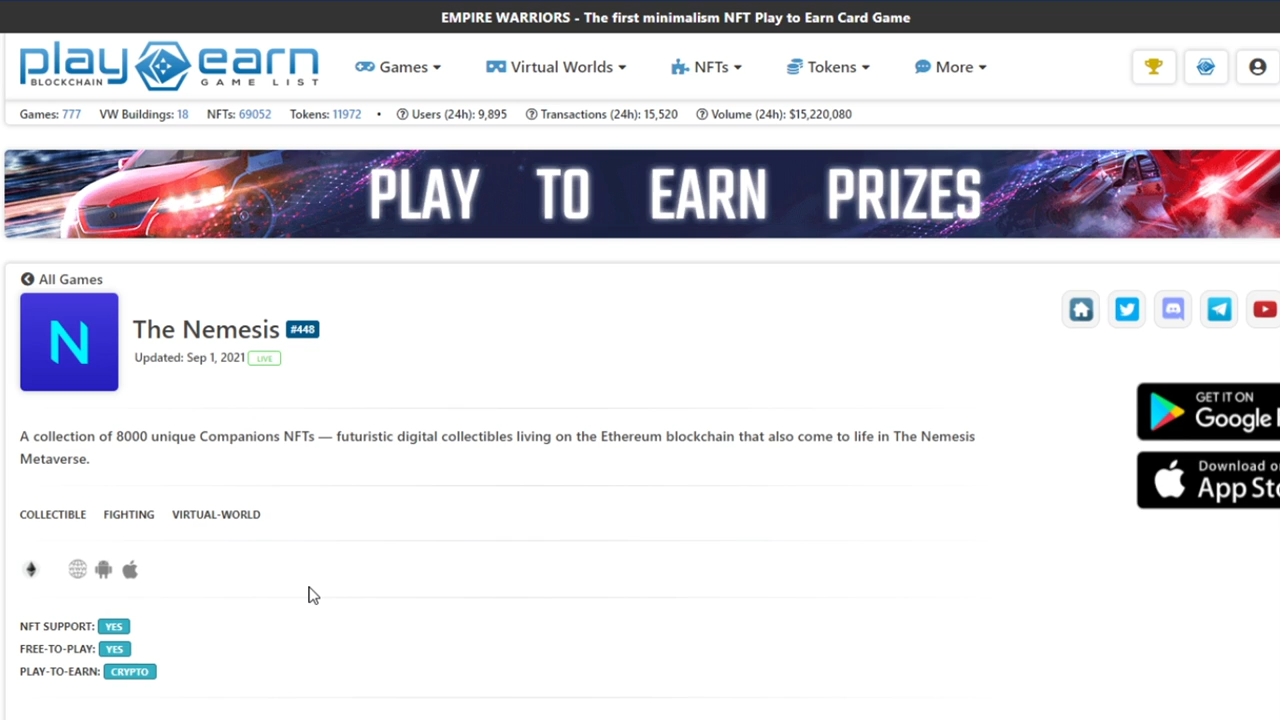 EMPIRE WARRIORS - The first minimalism NFT Play to Earn Card Game
play earn
BLOCKCHAIN GAME LIST
Games Virtual Worlds NFTs Tokens More
Games: 777 VW Buildings: 18 NFTs: 69052 Tokens: 11972 • Users (24h): 9,895 Transactions (24h): 15,520 Volume (24h): $15,220,080
PLAY TO EARN PRIZES
All Games
N
The Nemesis #448
Updated: Sep 1, 2021 LIVE
GET IT ON
Google
Download
App
A collection of 8000 unique Companions NFTs — futuristic digital collectibles living on the Ethereum blockchain that also come to life in The Nemesis
Metaverse.
COLLECTIBLE FIGHTING VIRTUAL-WORLD
WWW
NFT SUPPORT: YES
FREE-TO-PLAY: YES
PLAY-TO-EARN: CRYPTO